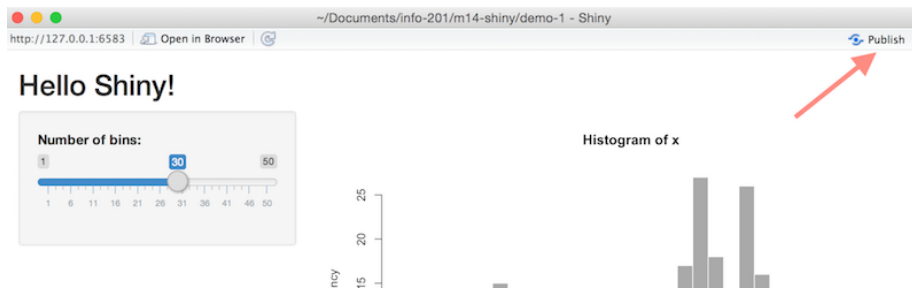 ~/Documents/info-201/m14-shiny/demo-1 - Shiny
http://127.0.0.1:6583 Open in Browser Publish
Hello Shiny!
Number of bins:
1 30 50
1 6 11 16 21 26 31 36 41 46 50
Histogram of x
25
20
15